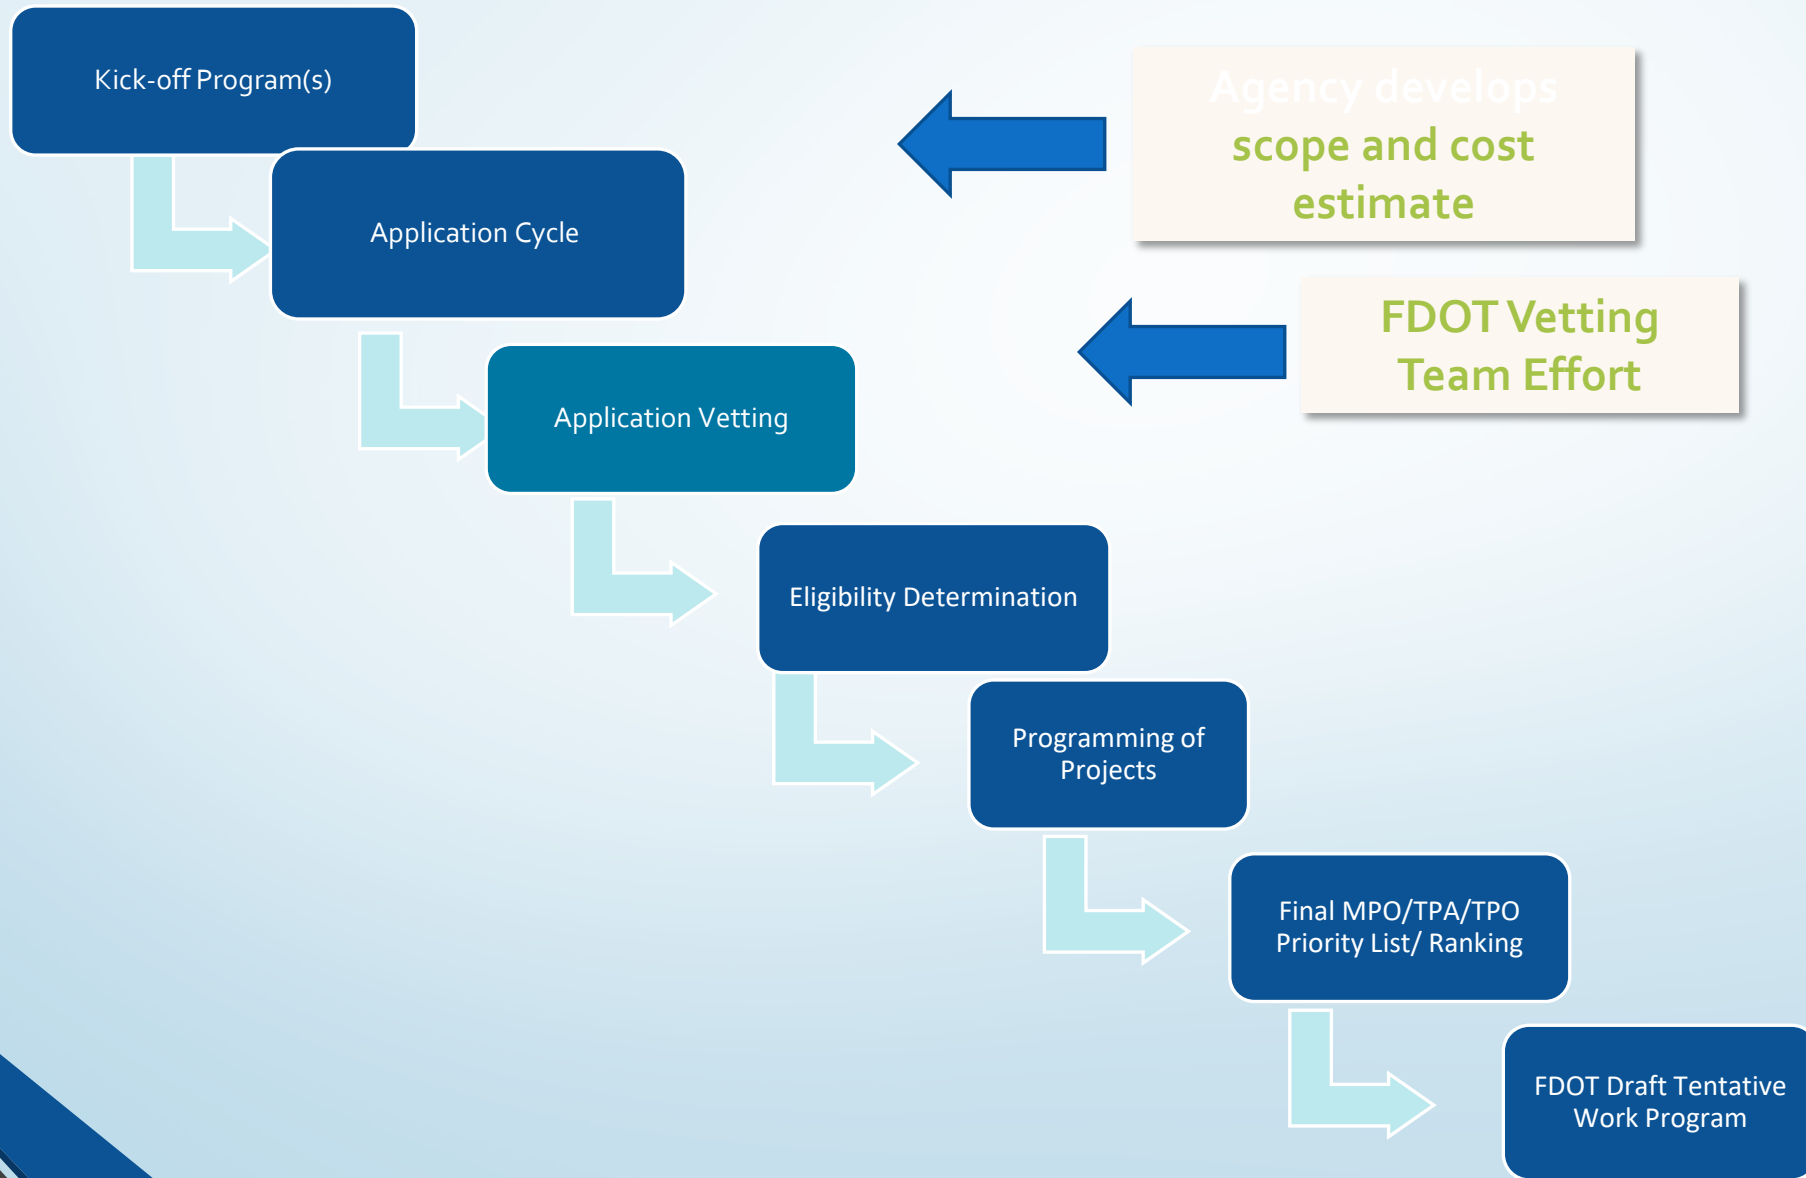 Kick-off Program(s)
Agency develops
scope and cost
estimate
Application Cycle
FDOT Vetting
Team Effort
Application Vetting
Eligibility Determination
Programming of
Projects
Final MPO/TPA/TPO
Priority List/ Ranking
FDOT Draft Tentative
Work Program